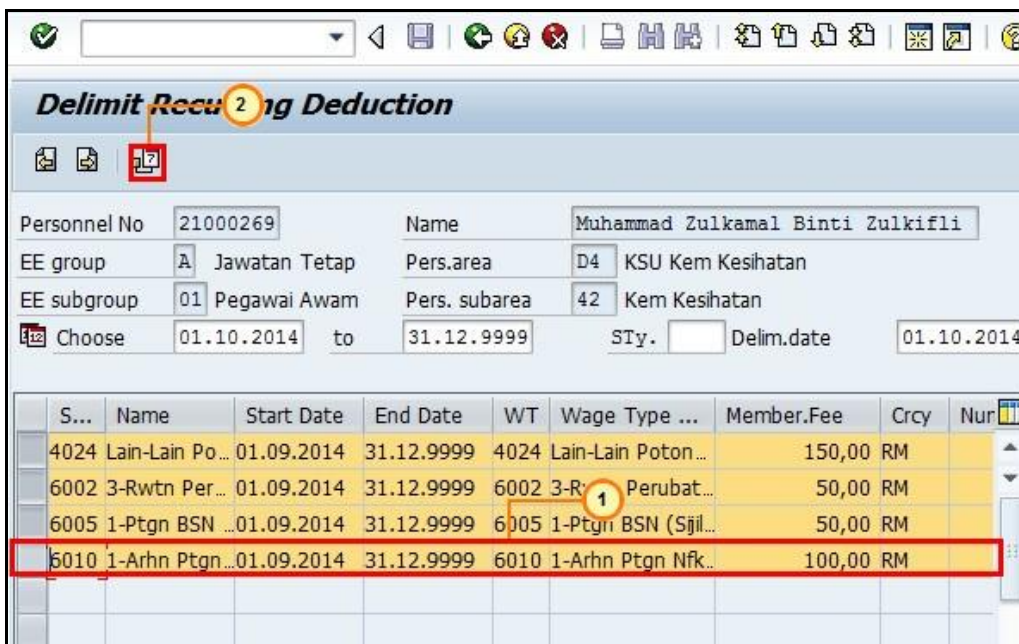 Delimit Recu 2 ng Deduction
Personnel No 21000269 Name Muhammad Zulkamal Binti Zulkifli
EE group A Jawatan Tetap Pers.area D4 KSU Kem Kesihatan
EE subgroup 01 Pegawai Awam Pers. subarea 42 Kem Kesihatan
Choose 01.10.2014 to 31.12.9999 STy. Delim.date 01.10.2014
S... Name Start Date End Date WT Wage Type ... Member.Fee Crcy Nur
4024 Lain-Lain Po... 01.09.2014 31.12.9999 4024 Lain-Lain Poton... 150,00 RM
6002 3-Rwtn Per... 01.09.2014 31.12.9999 6002 3-R Perubat... 50,00 RM
1
6005 1-Ptgn BSN ... 01.09.2014 31.12.9999 6005 1-Ptgn BSN (Sijil... 50,00 RM
6010 1-Arhn Ptgn... 01.09.2014 31.12.9999 6010 1-Arhn Ptgn Nfk... 100,00 RM